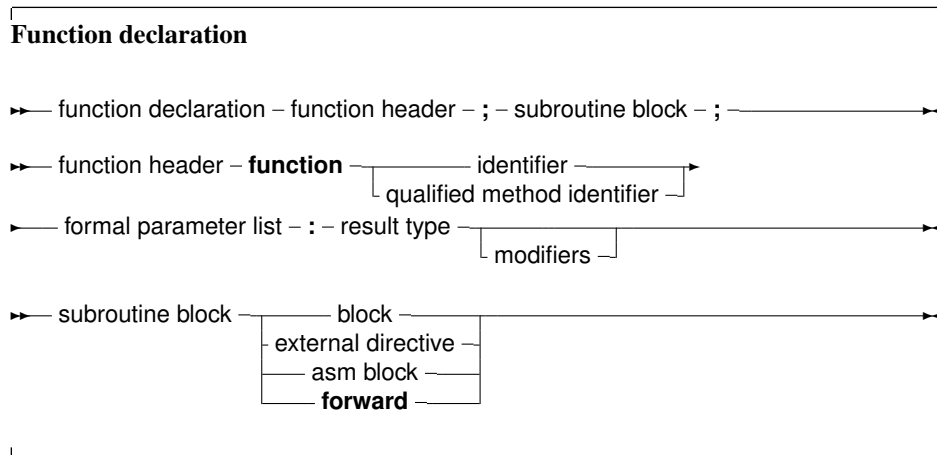 Function declaration
function declaration function header ; subroutine block ;
function header function identifier
qualified method identifier
formal parameter list : result type
modifiers
subroutine block block
external directive
asm block
forward